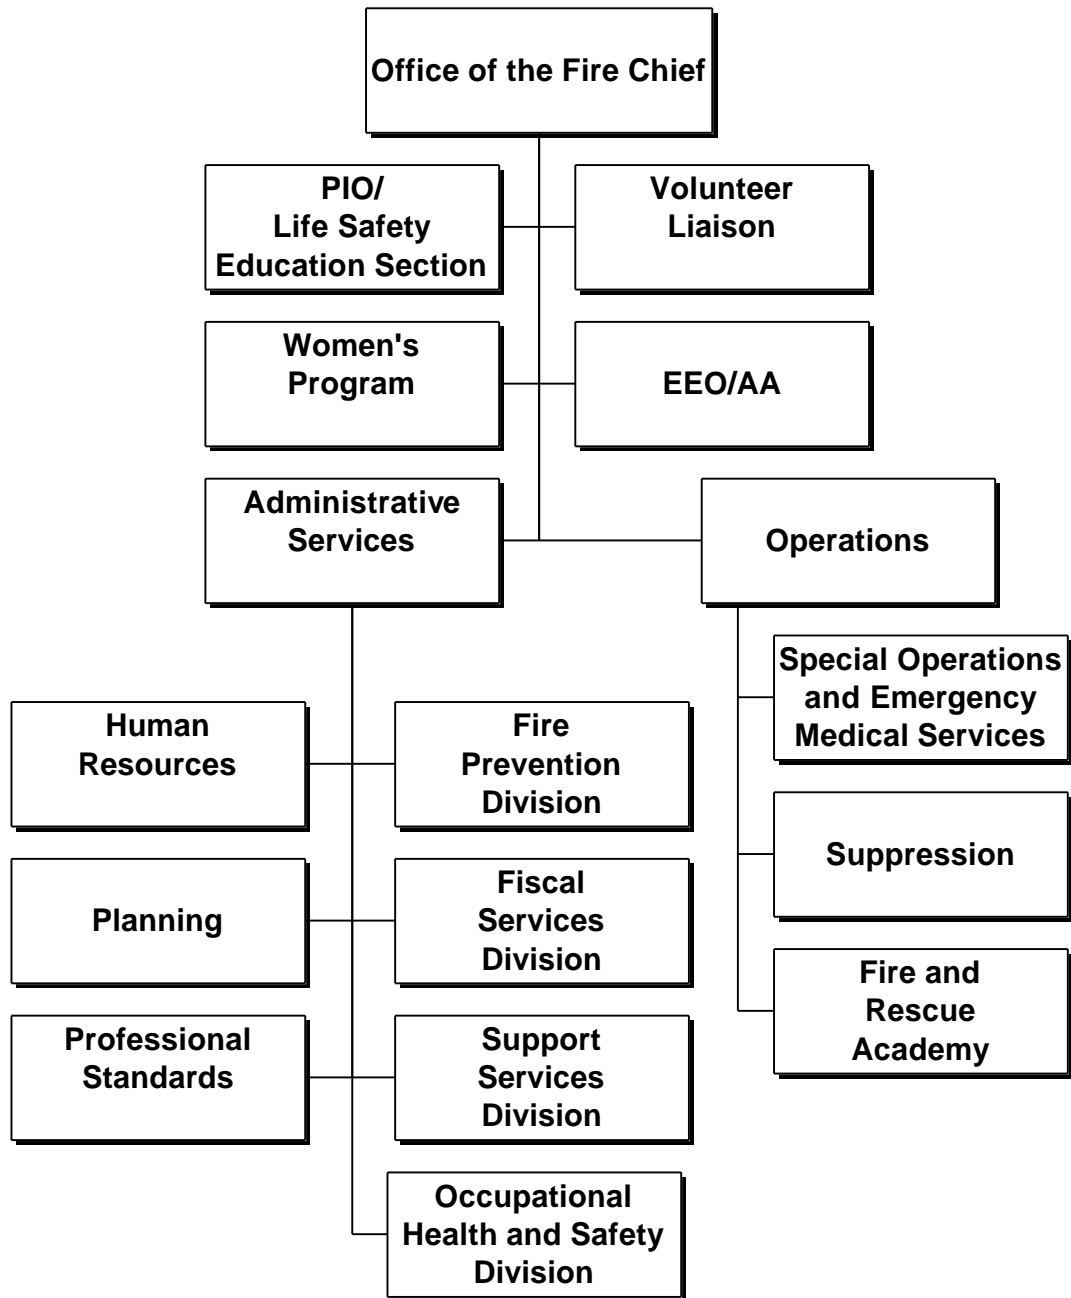 Office of the Fire Chief
PIO/
Life Safety
Education Section
Volunteer
Liaison
Women's
Program
EEO/AA
Administrative
Services
Operations
Special Operations
and Emergency
Medical Services
Human
Resources
Fire
Prevention
Division
Suppression
Planning
Fiscal
Services
Division
Fire and
Rescue
Academy
Professional
Standards
Support
Services
Division
Occupational
Health and Safety
Division